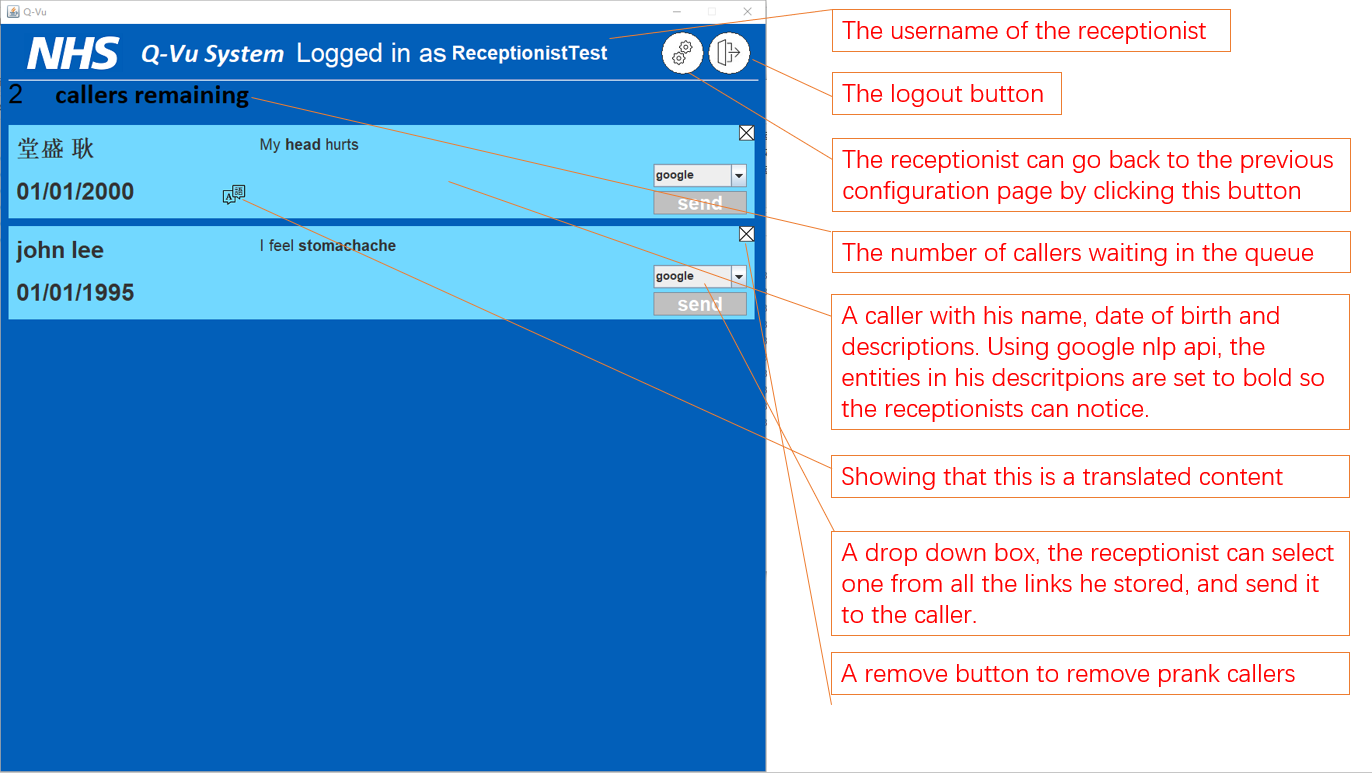 Q-Vu
NHS Q-Vu System Logged in as ReceptionistTest
2 callers remaining
堂盛 耿
My head hurts
01/01/2000
google
send
john lee
I feel stomachache
01/01/1995
google
send
The username of the receptionist
The logout button
The receptionist can go back to the previous
configuration page by clicking this button
The number of callers waiting in the queue
A caller with his name, date of birth and
descriptions. Using google nlp api, the
entities in his descritpions are set to bold so
the receptionists can notice.
Showing that this is a translated content
A drop down box, the receptionist can select
one from all the links he stored, and send it
to the caller.
A remove button to remove prank callers